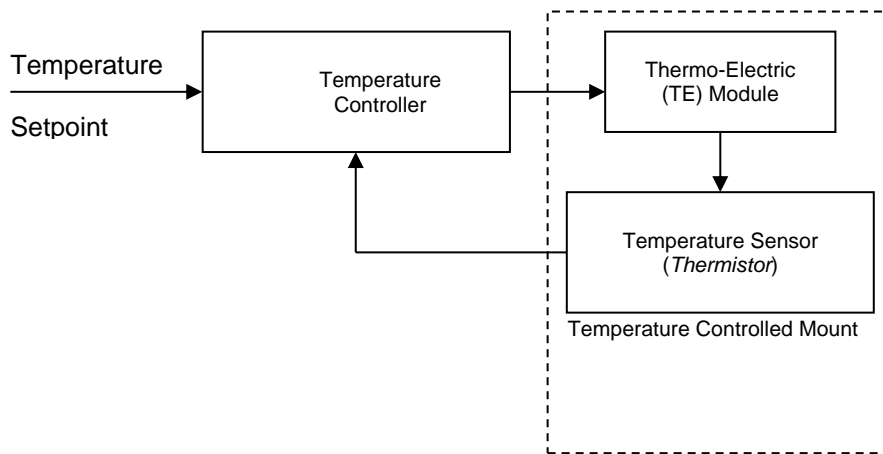 Temperature
Setpoint
Temperature
Controller
Thermo-Electric
(TE) Module
Temperature Sensor
(Thermistor)
Temperature Controlled Mount